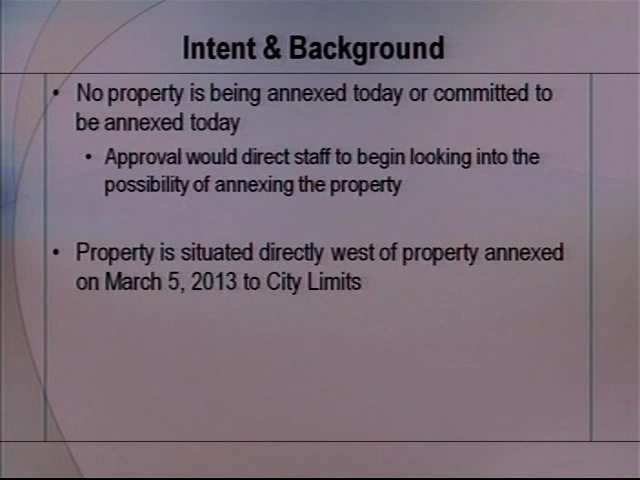 Intent & Background
• No property is being annexed today or committed to
be annexed today
• Approval would direct staff to begin looking into the
possibility of annexing the property
• Property is situated directly west of property annexed
on March 5, 2013 to City Limits